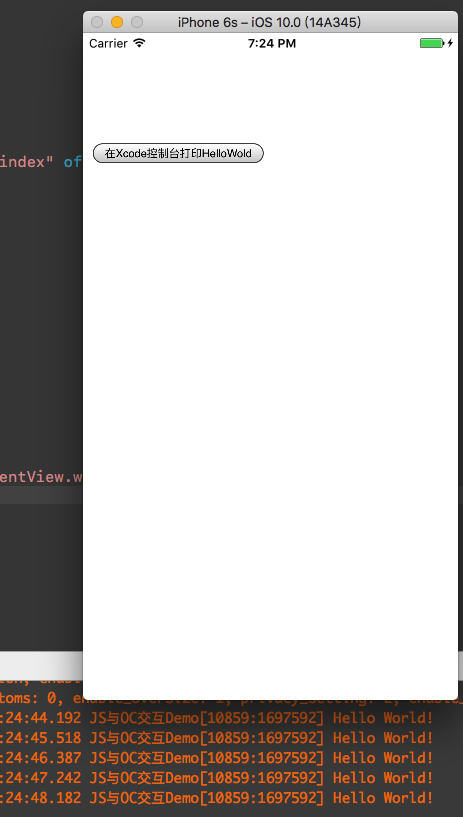 iPhone 6s – iOS 10.0 (14A345)
Carrier 7:24 PM
在Xcode控制台打印HelloWold
index" of
entView.w
toms: 0, enable_oversize: 1, privacy_setting: 2, enable_
:24:44.192 JS与OC交互Demo[10859:1697592] Hello World!
:24:45.518 JS与OC交互Demo[10859:1697592] Hello World!
:24:46.387 JS与OC交互Demo[10859:1697592] Hello World!
:24:47.242 JS与OC交互Demo[10859:1697592] Hello World!
:24:48.182 JS与OC交互Demo[10859:1697592] Hello World!